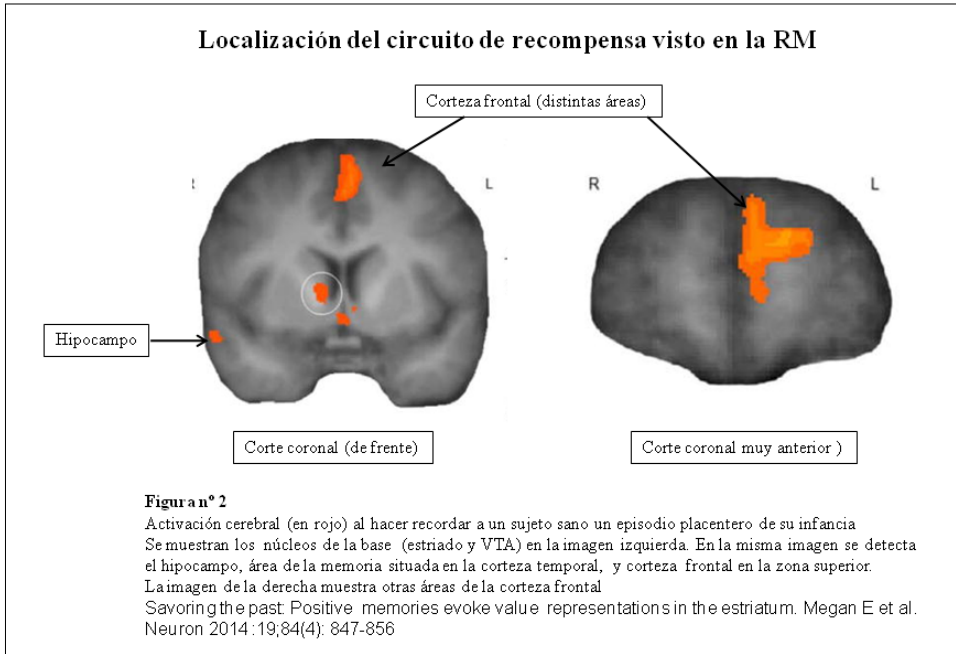 Localización del circuito de recompensa visto en la RM
Corteza frontal (distintas áreas)
R
L
R
L
Hipocampo
Corte coronal (de frente)
Corte coronal muy anterior )
Figura nº 2
Activación cerebral (en rojo) al hacer recordar a un sujeto sano un episodio placentero de su infancia
Se muestran los núcleos de la base (estriado y VTA) en la imagen izquierda. En la misma imagen se detecta
el hipocampo, área de la memoria situada en la corteza temporal, y corteza frontal en la zona superior.
La imagen de la derecha muestra otras áreas de la corteza frontal
Savoring the past: Positive memories evoke value representations in the estriatum. Megan E et al.
Neuron 2014 :19;84(4): 847-856